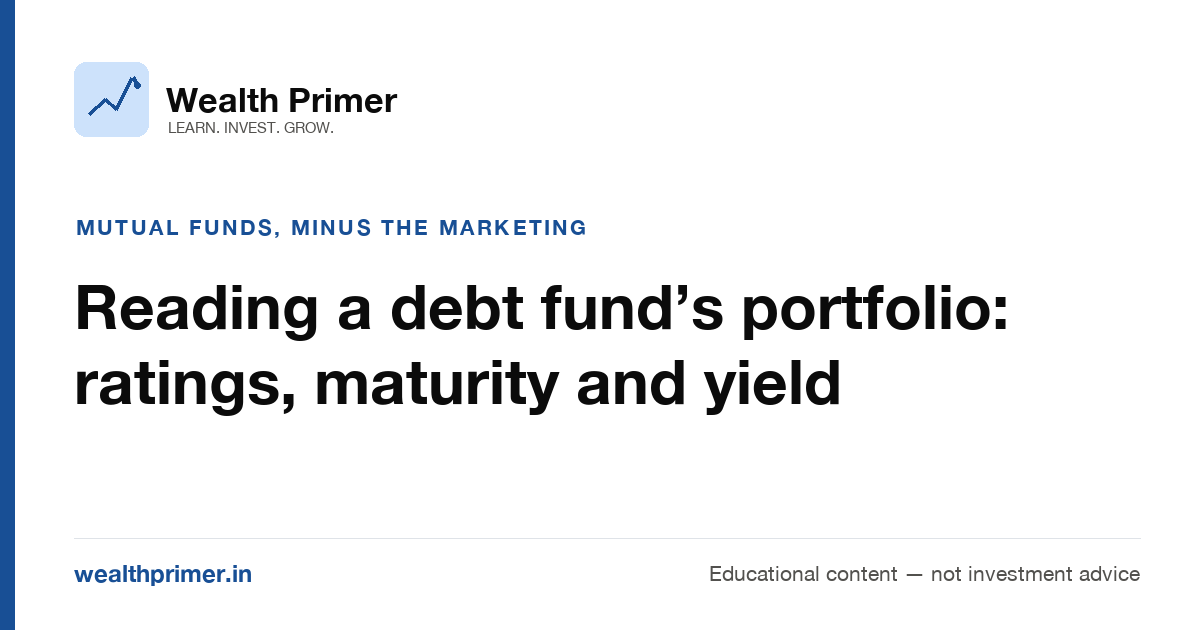 Wealth Primer
LEARN. INVEST. GROW.
MUTUAL FUNDS, MINUS THE MARKETING
Reading a debt fund’s portfolio:
ratings, maturity and yield
wealthprimer.in
Educational content — not investment advice